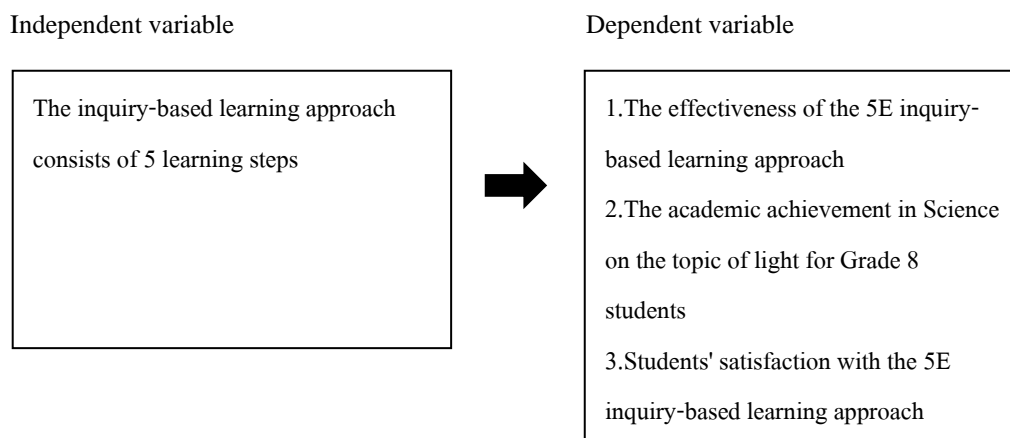 Independent variable
The inquiry-based learning approach
consists of 5 learning steps
Dependent variable
1.The effectiveness of the 5E inquiry-
based learning approach
2.The academic achievement in Science
on the topic of light for Grade 8
students
3.Students' satisfaction with the 5E
inquiry-based learning approach